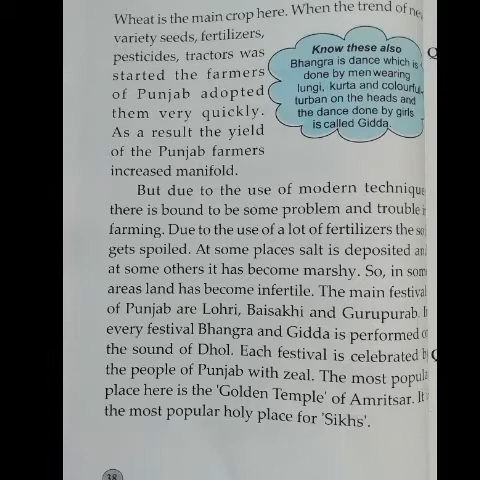 Wheat is the main crop here. When the trend of
variety seeds, fertilizers,
pesticides, tractors was
started the farmers
of Punjab adopted
them very quickly.
As a result the yield
of the Punjab farmers
increased manifold.
Know these also
Bhangra is dance which is
done by men wearing
lungi, kurta and colourful
turban on the heads and
the dance done by girls
is called Gidda.
But due to the use of modern technique
there is bound to be some problem and trouble
farming. Due to the use of a lot of fertilizers the
gets spoiled. At some places salt is deposited
at some others it has become marshy. So, in
areas land has become infertile. The main
of Punjab are Lohri, Baisakhi and Gurupurab.
every festival Bhangra and Gidda is performed
the sound of Dhol. Each festival is celebrated
the people of Punjab with zeal. The most
place here is the 'Golden Temple' of Amritsar. It
the most popular holy place for 'Sikhs'.
38